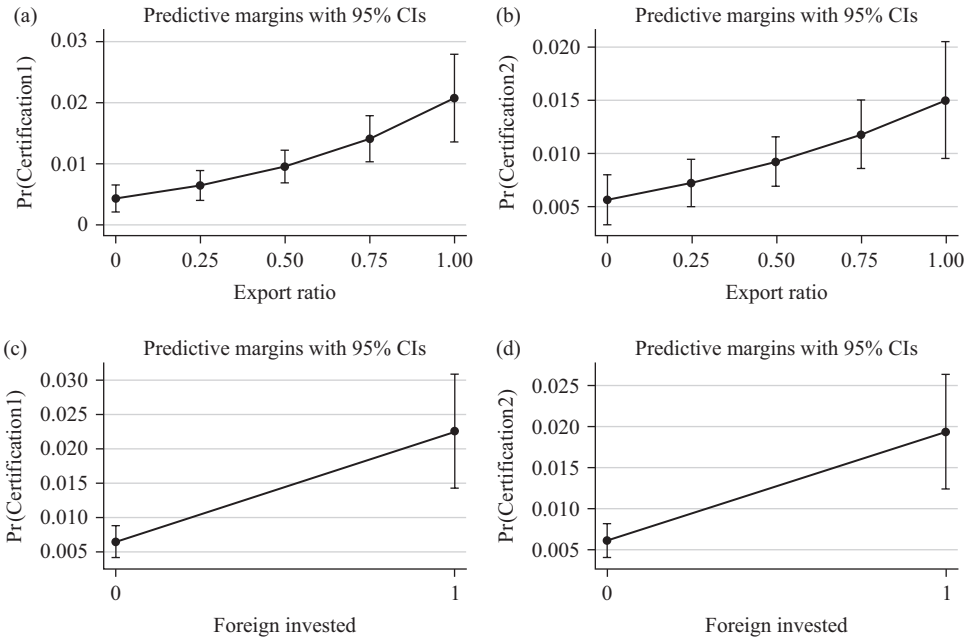 (a)
Predictive margins with 95% CIs
Pr(Certification1)
0.03
0.02
0.01
0
0 0.25 0.50 0.75 1.00
Export ratio
(b)
Predictive margins with 95% CIs
Pr(Certification2)
0.020
0.015
0.010
0.005
0 0.25 0.50 0.75 1.00
Export ratio
(c)
Predictive margins with 95% CIs
Pr(Certification1)
0.030
0.025
0.020
0.015
0.010
0.005
0 1
Foreign invested
(d)
Predictive margins with 95% CIs
Pr(Certification2)
0.025
0.020
0.015
0.010
0.005
0 1
Foreign invested